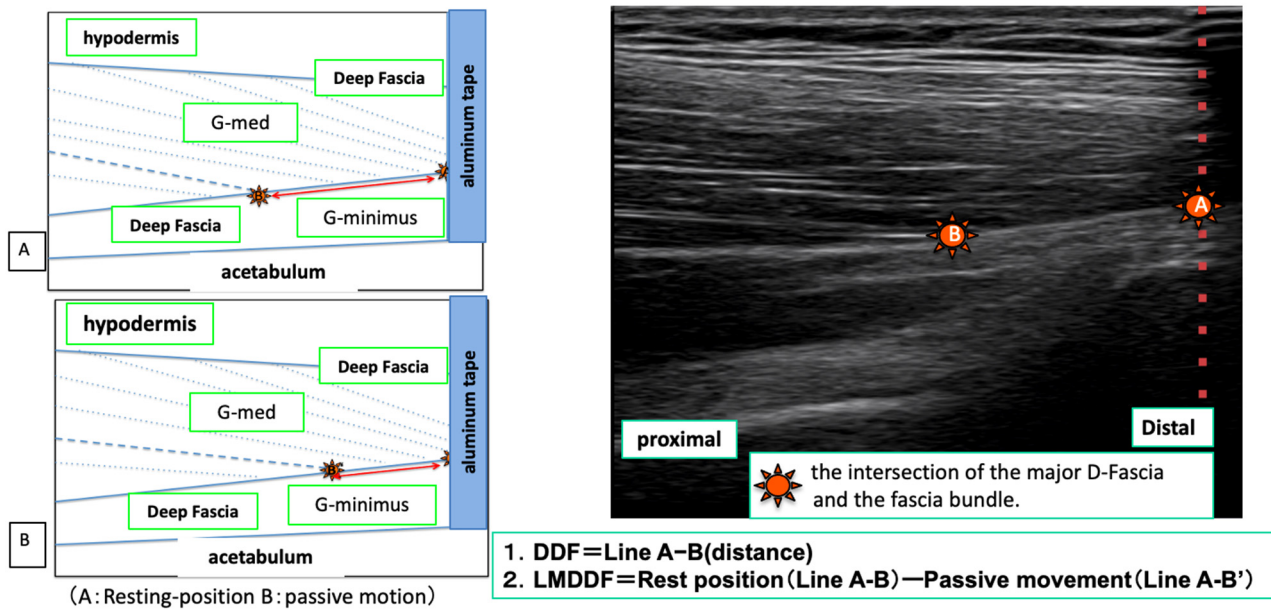 hypodermis
Deep Fascia
G-med
aluminum tape
B
G-minimus
Deep Fascia
A
acetabulum
hypodermis
Deep Fascia
G-med
aluminum tape
B'
G-minimus
Deep Fascia
B
acetabulum
(A:Resting-position B:passive motion)
A
B
proximal
Distal
the intersection of the major D-Fascia
and the fascia bundle.
1. DDF=Line A-B(distance)
2. LMDDF=Rest position(Line A-B)—Passive movement(Line A-B')